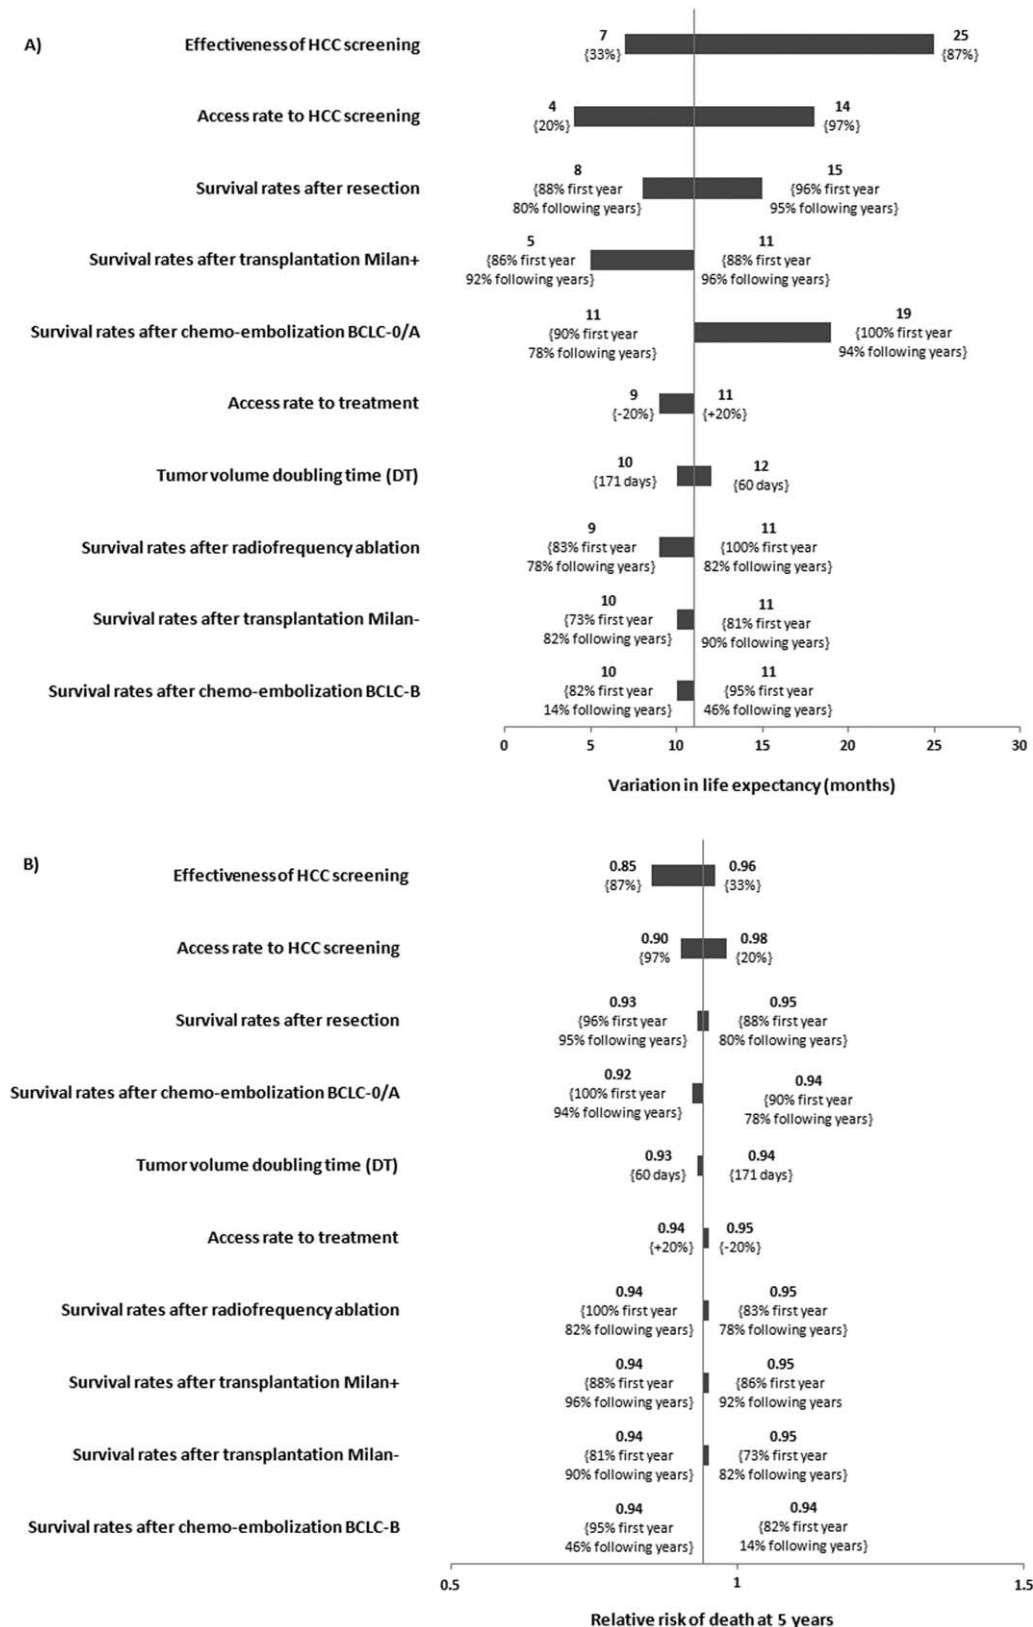 A)
Effectiveness of HCC screening
7
{33%}
25
{87%}
Access rate to HCC screening
4
{20%}
14
{97%}
Survival rates after resection
8
{88% first year
80% following years}
15
{96% first year
95% following years}
Survival rates after transplantation Milan+
5
{86% first year
92% following years}
11
{88% first year
96% following years}
Survival rates after chemo-embolization BCLC-0/A
11
{90% first year
78% following years}
19
{100% first year
94% following years}
Access rate to treatment
9
{-20%}
11
{+20%}
Tumor volume doubling time (DT)
10
{171 days}
12
{60 days}
Survival rates after radiofrequency ablation
9
{83% first year
78% following years}
11
{100% first year
82% following years}
Survival rates after transplantation Milan-
10
{73% first year
82% following years}
11
{81% first year
90% following years}
Survival rates after chemo-embolization BCLC-B
10
{82% first year
14% following years}
11
{95% first year
46% following years}
0 5 10 15 20 25 30
Variation in life expectancy (months)
B)
Effectiveness of HCC screening
0.85
{87%}
0.96
{33%}
Access rate to HCC screening
0.90
{97%
0.98
{20%}
Survival rates after resection
0.93
{96% first year
95% following years}
0.95
{88% first year
80% following years}
Survival rates after chemo-embolization BCLC-0/A
0.92
{100% first year
94% following years}
0.94
{90% first year
78% following years}
Tumor volume doubling time (DT)
0.93
{60 days}
0.94
{171 days}
Access rate to treatment
0.94
{+20%}
0.95
{-20%}
Survival rates after radiofrequency ablation
0.94
{100% first year
82% following years}
0.95
{83% first year
78% following years}
Survival rates after transplantation Milan+
0.94
{88% first year
96% following years}
0.95
{86% first year
92% following years
Survival rates after transplantation Milan-
0.94
{81% first year
90% following years}
0.95
{73% first year
82% following years}
Survival rates after chemo-embolization BCLC-B
0.94
{95% first year
46% following years}
0.94
{82% first year
14% following years}
0.5 1 1.5
Relative risk of death at 5 years